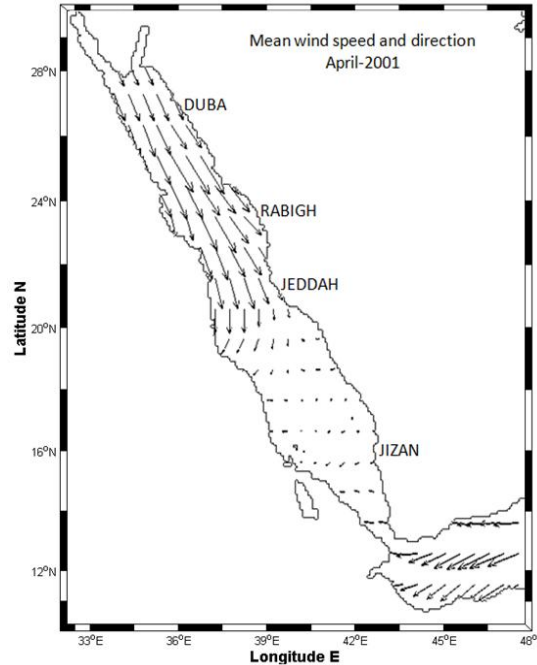 Mean wind speed and direction
April-2001
28°N
DUBA
24°N
RABIGH
JEDDAH
Latitude N
20°N
16°N
JIZAN
12°N
33°E 36°E 39°E 42°E 45°E 48°
Longitude E